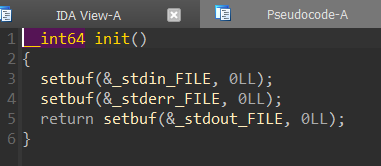 IDA View-A
Pseudocode-A
1 __int64 init()
2 {
3 setbuf(&_stdin_FILE, 0LL);
4 setbuf(&_stderr_FILE, 0LL);
5 return setbuf(&_stdout_FILE, 0LL);
6 }